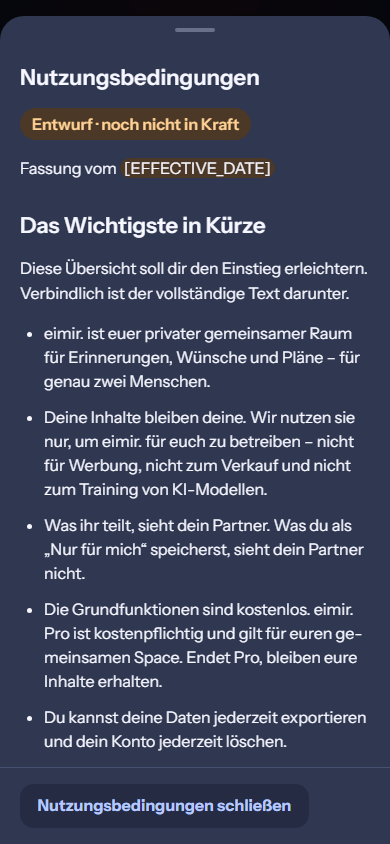 Nutzungsbedingungen
Entwurf · noch nicht in Kraft
Fassung vom [EFFECTIVE_DATE]
Das Wichtigste in Kürze
Diese Übersicht soll dir den Einstieg erleichtern.
Verbindlich ist der vollständige Text darunter.
• eimir. ist euer privater gemeinsamer Raum
für Erinnerungen, Wünsche und Pläne – für
genau zwei Menschen.
• Deine Inhalte bleiben deine. Wir nutzen sie
nur, um eimir. für euch zu betreiben – nicht
für Werbung, nicht zum Verkauf und nicht
zum Training von KI-Modellen.
• Was ihr teilt, sieht dein Partner. Was du als
„Nur für mich“ speicherst, sieht dein Partner
nicht.
• Die Grundfunktionen sind kostenlos. eimir.
Pro ist kostenpflichtig und gilt für euren ge-
meinsamen Space. Endet Pro, bleiben eure
Inhalte erhalten.
• Du kannst deine Daten jederzeit exportieren
und dein Konto jederzeit löschen.
Nutzungsbedingungen schließen